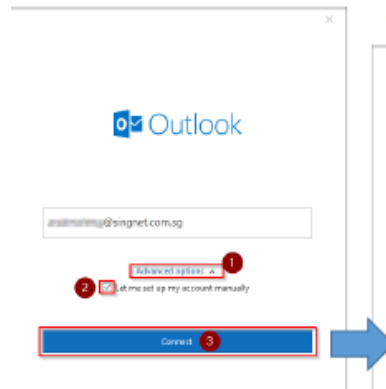 Outlook
@singnet.com.sg
Advanced options
1
2
Let me set up my account manually
Connect
3